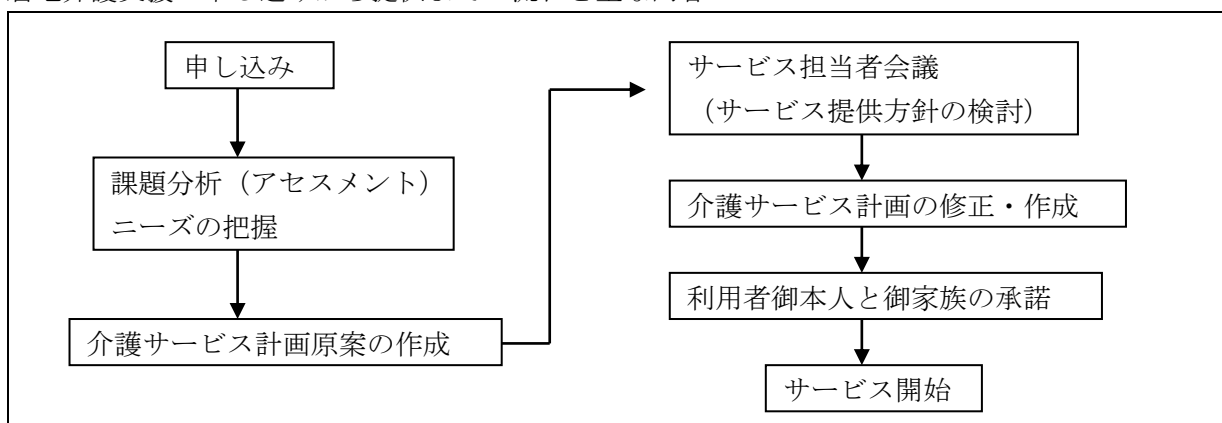 申し込み
課題分析（アセスメント）
ニーズの把握
介護サービス計画原案の作成
サービス担当者会議
（サービス提供方針の検討）
介護サービス計画の修正・作成
利用者御本人と御家族の承諾
サービス開始